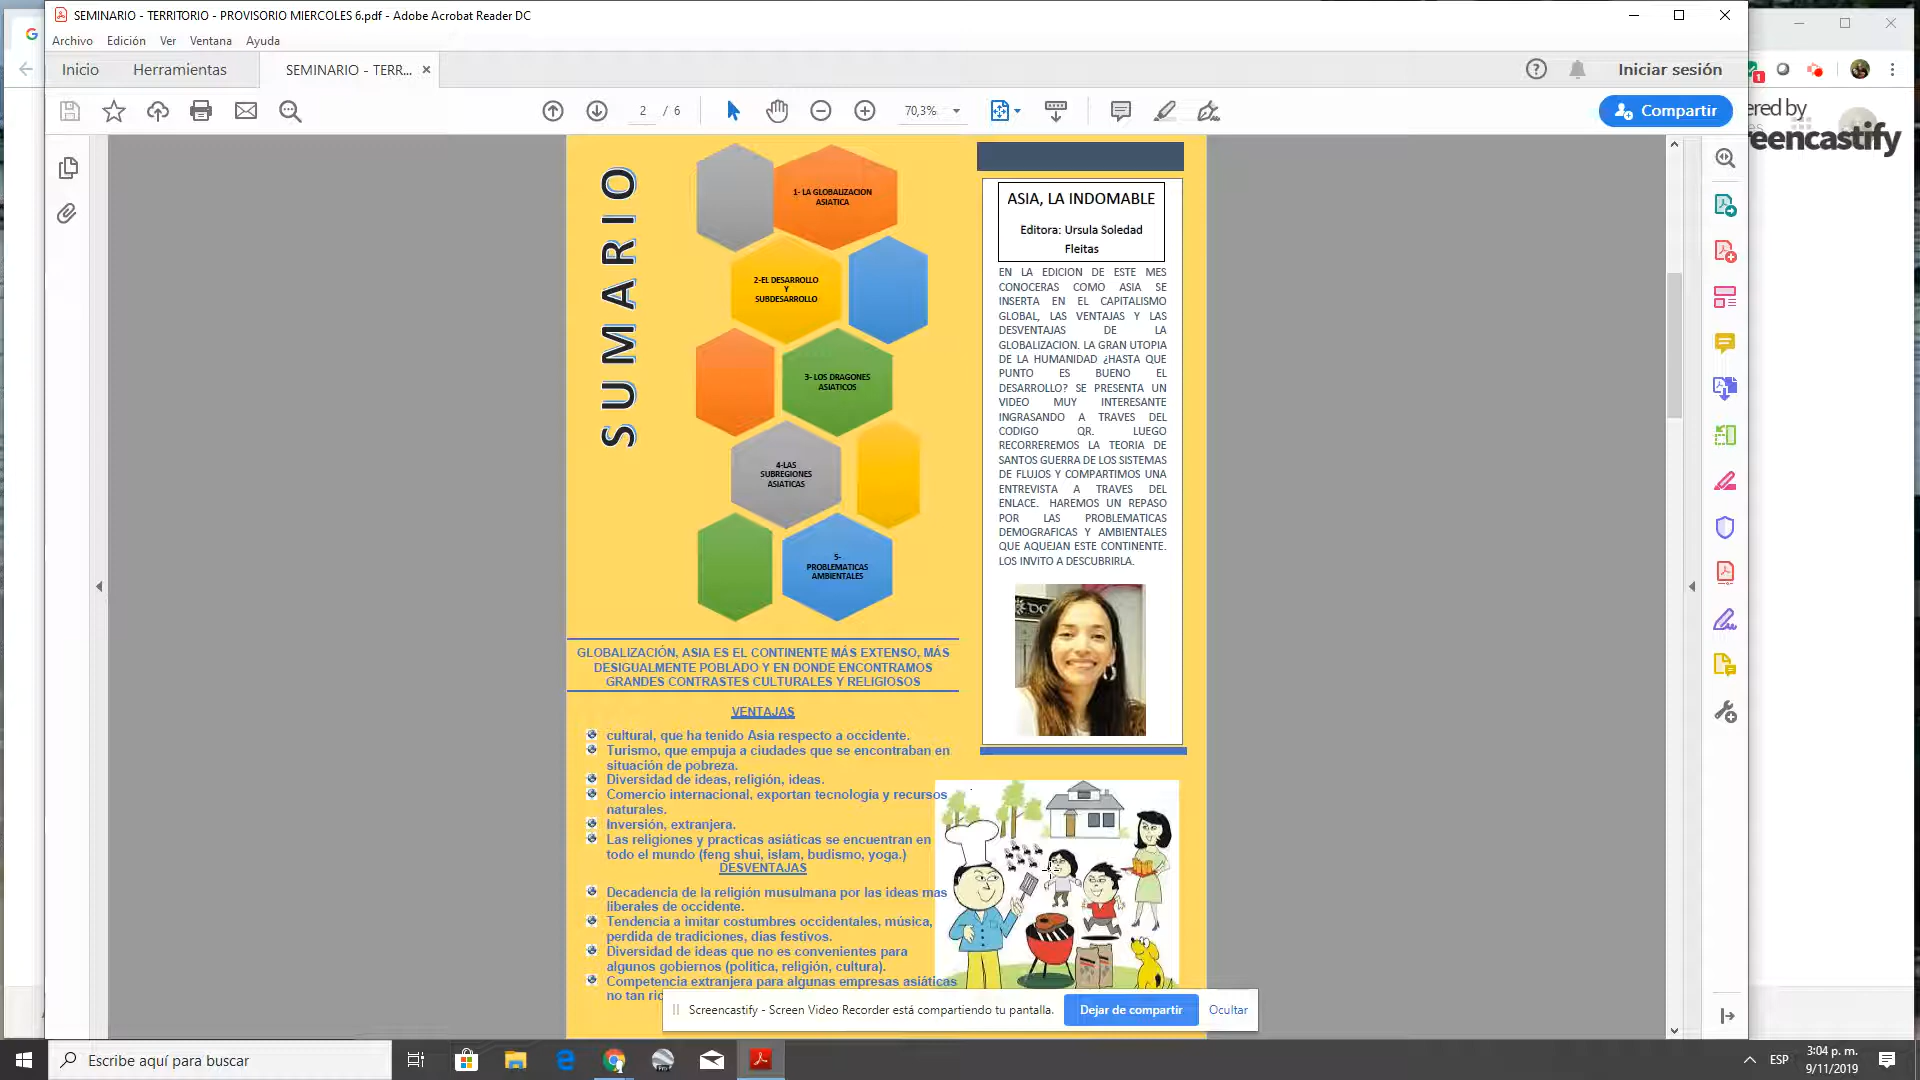 SEMINARIO - TERRITORIO - PROVISORIO MIERCOLES 6.pdf - Adobe Acrobat Reader DC
Archivo Edición Ver Ventana Ayuda
Inicio Herramientas SEMINARIO - TERR... Iniciar sesión
2 / 6 70,3% Compartir
ered by
reencastify
SUMARIO
1- LA GLOBALIZACION
ASIATICA
2-EL DESARROLLO
Y
SUBDESARROLLO
3- LOS DRAGONES
ASIATICOS
4-LAS
SUBREGIONES
ASIATICAS
5-
PROBLEMATICAS
AMBIENTALES
ASIA, LA INDOMABLE
Editora: Ursula Soledad
Fleitas
EN LA EDICION DE ESTE MES
CONOCERAS COMO ASIA SE
INSERTA EN EL CAPITALISMO
GLOBAL, LAS VENTAJAS Y LAS
DESVENTAJAS DE LA
GLOBALIZACION. LA GRAN UTOPIA
DE LA HUMANIDAD ¿HASTA QUE
PUNTO ES BUENO EL
DESARROLLO? SE PRESENTA UN
VIDEO MUY INTERESANTE
INGRASANDO A TRAVES DEL
CODIGO QR. LUEGO
RECORREREMOS LA TEORIA DE
SANTOS GUERRA DE LOS SISTEMAS
DE FLUJOS Y COMPARTIMOS UNA
ENTREVISTA A TRAVES DEL
ENLACE. HAREMOS UN REPASO
POR LAS PROBLEMATICAS
DEMOGRAFICAS Y AMBIENTALES
QUE AQUEJAN ESTE CONTINENTE.
LOS INVITO A DESCUBRIRLA.
GLOBALIZACIÓN, ASIA ES EL CONTINENTE MÁS EXTENSO, MÁS
DESIGUALMENTE POBLADO Y EN DONDE ENCONTRAMOS
GRANDES CONTRASTES CULTURALES Y RELIGIOSOS
VENTAJAS
cultural, que ha tenido Asia respecto a occidente.
Turismo, que empuja a ciudades que se encontraban en
situación de pobreza.
Diversidad de ideas, religión, ideas.
Comercio internacional, exportan tecnología y recursos
naturales.
Inversión, extranjera.
Las religiones y practicas asiáticas se encuentran en
todo el mundo (feng shui, islam, budismo, yoga.)
DESVENTAJAS
Decadencia de la religión musulmana por las ideas mas
liberales de occidente.
Tendencia a imitar costumbres occidentales, música,
perdida de tradiciones, días festivos.
Diversidad de ideas que no es convenientes para
algunos gobiernos (política, religión, cultura).
Competencia extranjera para algunas empresas asiáticas
no tan
Screencastify - Screen Video Recorder está compartiendo tu pantalla. Dejar de compartir Ocultar
Escribe aquí para buscar
ESP
3:04 p. m.
9/11/2019